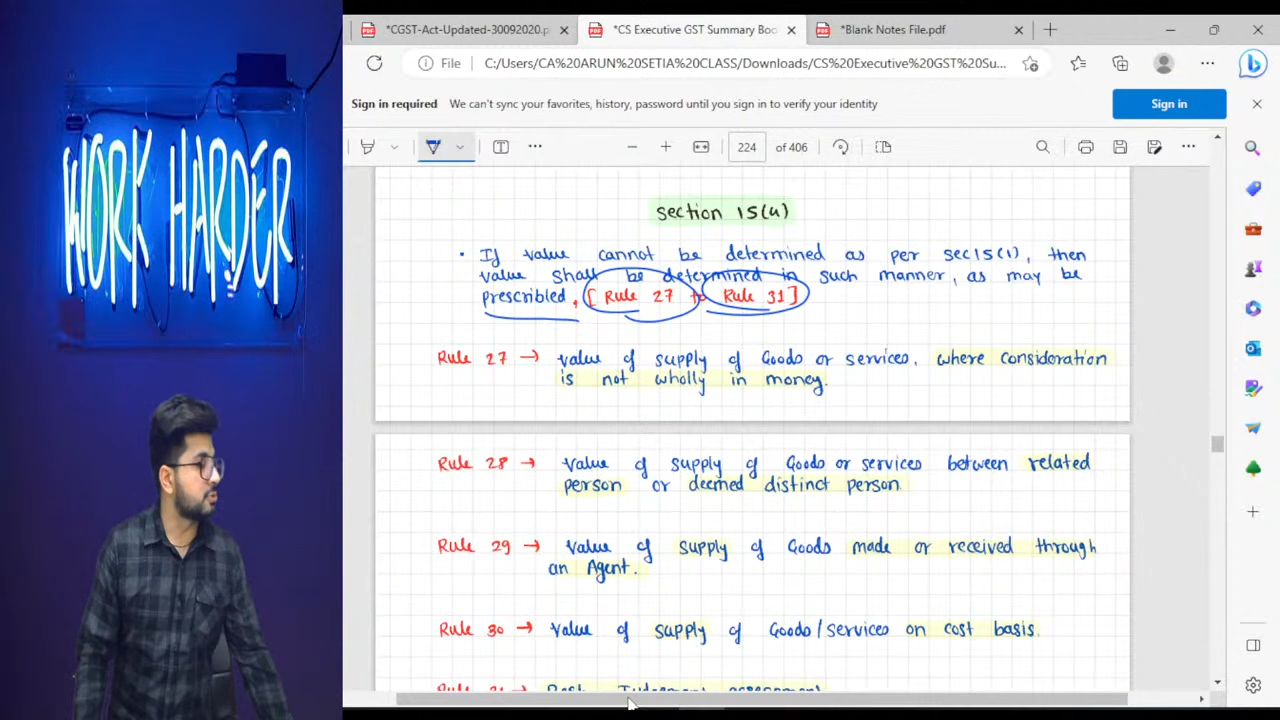 WORK HARDER
*CGST-Act-Updated-30092020.p
*CS Executive GST Summary Boo
*Blank Notes File.pdf
File
C:/Users/CA%20ARUN%20SETIA%20CLASS/Downloads/CS%20Executive%20GST%20Su...
Sign in required We can't sync your favorites, history, password until you sign in to verify your identity
Sign in
224 of 406
section 15(4)
• If value cannot be determined as per sec15(1), then
value shall be determined in such manner, as may be
prescribled. [Rule 27 to Rule 31]
Rule 27 → value of supply of Goods or services, where consideration
is not wholly in money.
Rule 28 → value of supply of Goods or services between related
person or deemed distinct person.
Rule 29 → value of supply of Goods made or received through
an Agent.
Rule 30 → value of supply of Goods/services on cost basis.
Judgement assessment